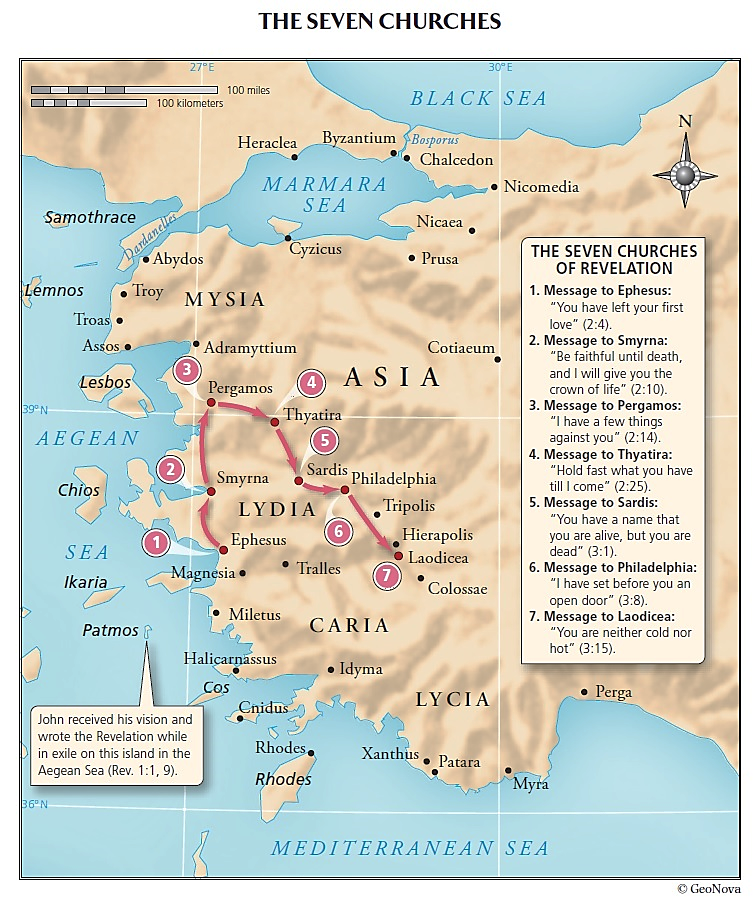 THE SEVEN CHURCHES
27°E
30°E
100 miles
100 kilometers
BLACK SEA
N
Heraclea
Byzantium
Bosporus
Chalcedon
MARMARA
SEA
Nicomedia
Samothrace
Dardanelles
Nicaea
Cyzicus
Abydos
Prusa
Lemnos
Troy
MYSIA
Troas
Assos
Adramyttium
Cotiaeum
3
4
ASIA
Lesbos
Pergamos
39°N
Thyatira
AEGEAN
5
2
Sardis
Smyrna
Philadelphia
Chios
LYDIA
Tripolis
6
1
Ephesus
Hierapolis
SEA
Laodicea
Magnesia
Tralles
7
Ikaria
Colossae
Miletus
Patmos
CARIA
Halicarnassus
Idyma
Cos
LYCIA
Perga
Cnidus
Rhodes
Xanthus
Patara
Rhodes
Myra
36°N
MEDITERRANEAN SEA
THE SEVEN CHURCHES
OF REVELATION
1. Message to Ephesus:
“You have left your first
love” (2:4).
2. Message to Smyrna:
“Be faithful until death,
and I will give you the
crown of life” (2:10).
3. Message to Pergamos:
“I have a few things
against you” (2:14).
4. Message to Thyatira:
“Hold fast what you have
till I come” (2:25).
5. Message to Sardis:
“You have a name that
you are alive, but you are
dead” (3:1).
6. Message to Philadelphia:
“I have set before you an
open door” (3:8).
7. Message to Laodicea:
“You are neither cold nor
hot” (3:15).
John received his vision and
wrote the Revelation while
in exile on this island in the
Aegean Sea (Rev. 1:1, 9).
© GeoNova